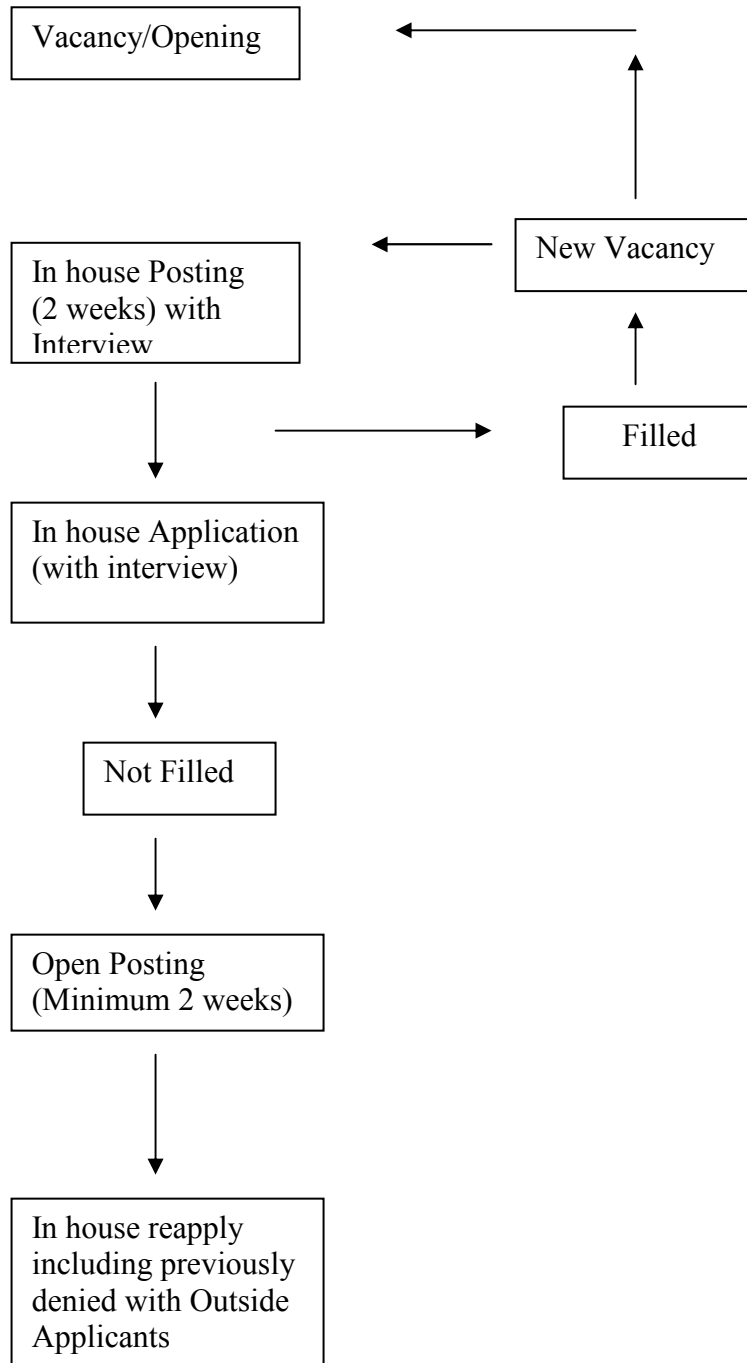 Vacancy/Opening
New Vacancy
In house Posting
(2 weeks) with
Interview
Filled
In house Application
(with interview)
Not Filled
Open Posting
(Minimum 2 weeks)
In house reapply
including previously
denied with Outside
Applicants